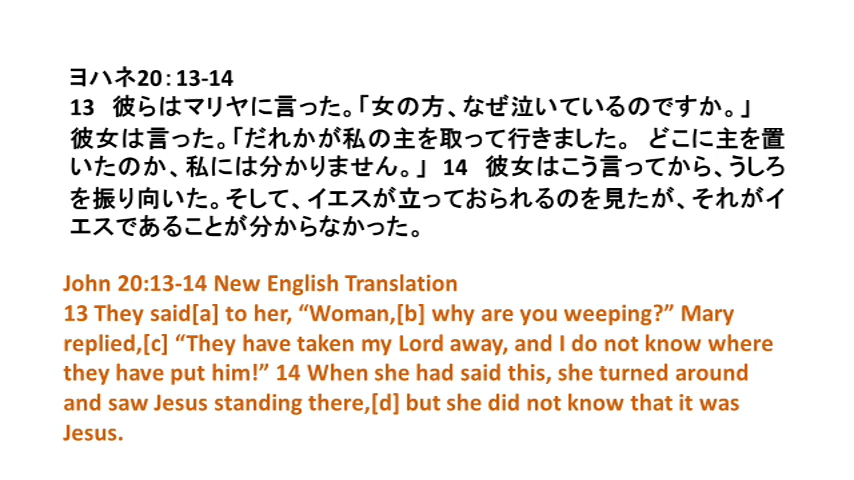 ヨハネ20：13-14
13　彼らはマリヤに言った。「女の方、なぜ泣いているのですか。」
彼女は言った。「だれかが私の主を取って行きました。　どこに主を置
いたのか、私には分かりません。」 14　彼女はこう言ってから、うしろ
を振り向いた。そして、イエスが立っておられるのを見たが、それがイ
エスであることが分からなかった。
John 20:13-14 New English Translation
13 They said[a] to her, “Woman,[b] why are you weeping?” Mary
replied,[c] “They have taken my Lord away, and I do not know where
they have put him!” 14 When she had said this, she turned around
and saw Jesus standing there,[d] but she did not know that it was
Jesus.